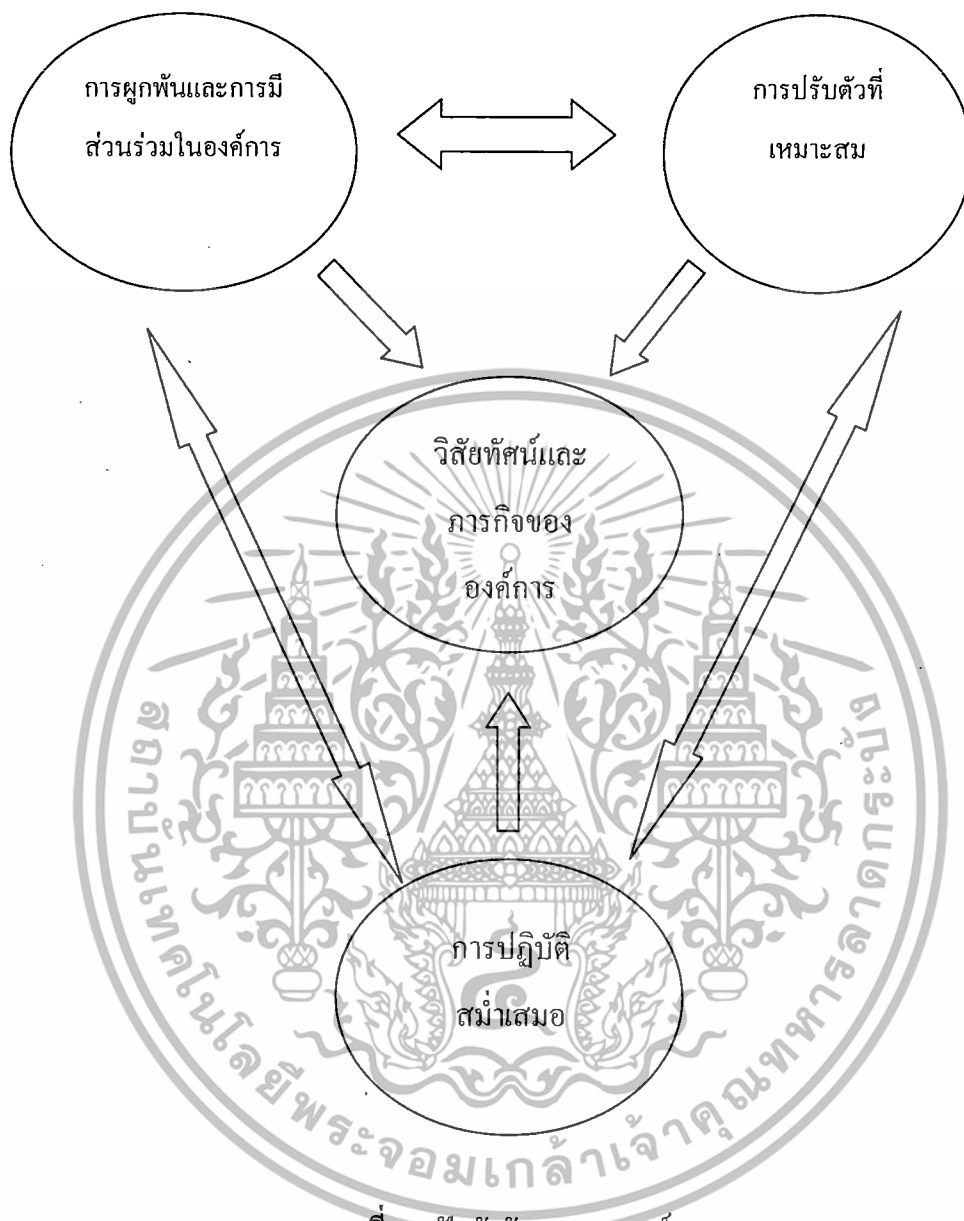 การผูกพันและการมี
ส่วนร่วมในองค์การ
การปรับตัวที่
เหมาะสม
วิสัยทัศน์และ
ภารกิจของ
องค์การ
การปฏิบัติ
สม่ำเสมอ
สถาบันเทคโนโลยีพระจอมเกล้าเจ้าคุณทหารลาดกระบัง